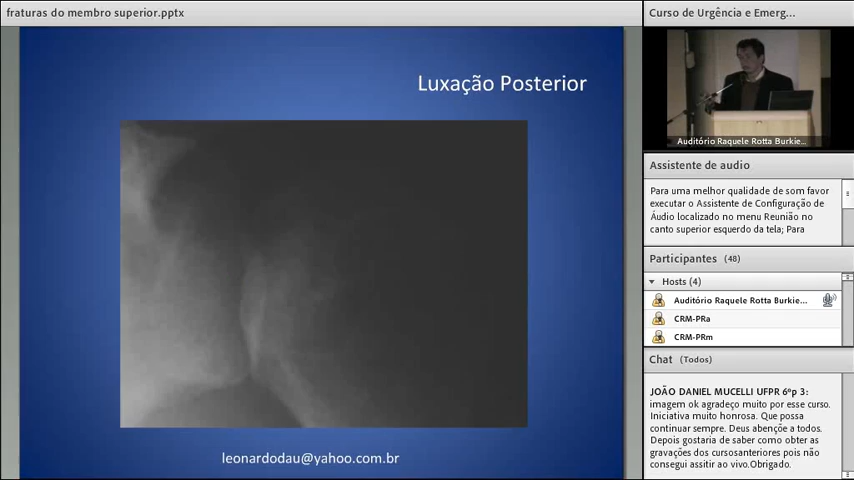 fraturas do membro superior.pptx
Luxação Posterior
leonardodau@yahoo.com.br
Curso de Urgência e Emerg...
Auditório Raquele Rotta Burkie...
Assistente de audio
Para uma melhor qualidade de som favor
executar o Assistente de Configuração de
Áudio localizado no menu Reunião no
canto superior esquerdo da tela; Para
Participantes (48)
Hosts (4)
Auditório Raquele Rotta Burkie...
CRM-PRa
CRM-PRm
Chat (Todos)
JOÃO DANIEL MUCELLI UFPR 6ºp 3:
imagem ok agradeço muito por esse curso.
Iniciativa muito honrosa. Que possa
continuar sempre. Deus abençõe a todos.
Depois gostaria de saber como obter as
gravações dos cursosanteriores pois não
consegui assitir ao vivo.Obrigado.